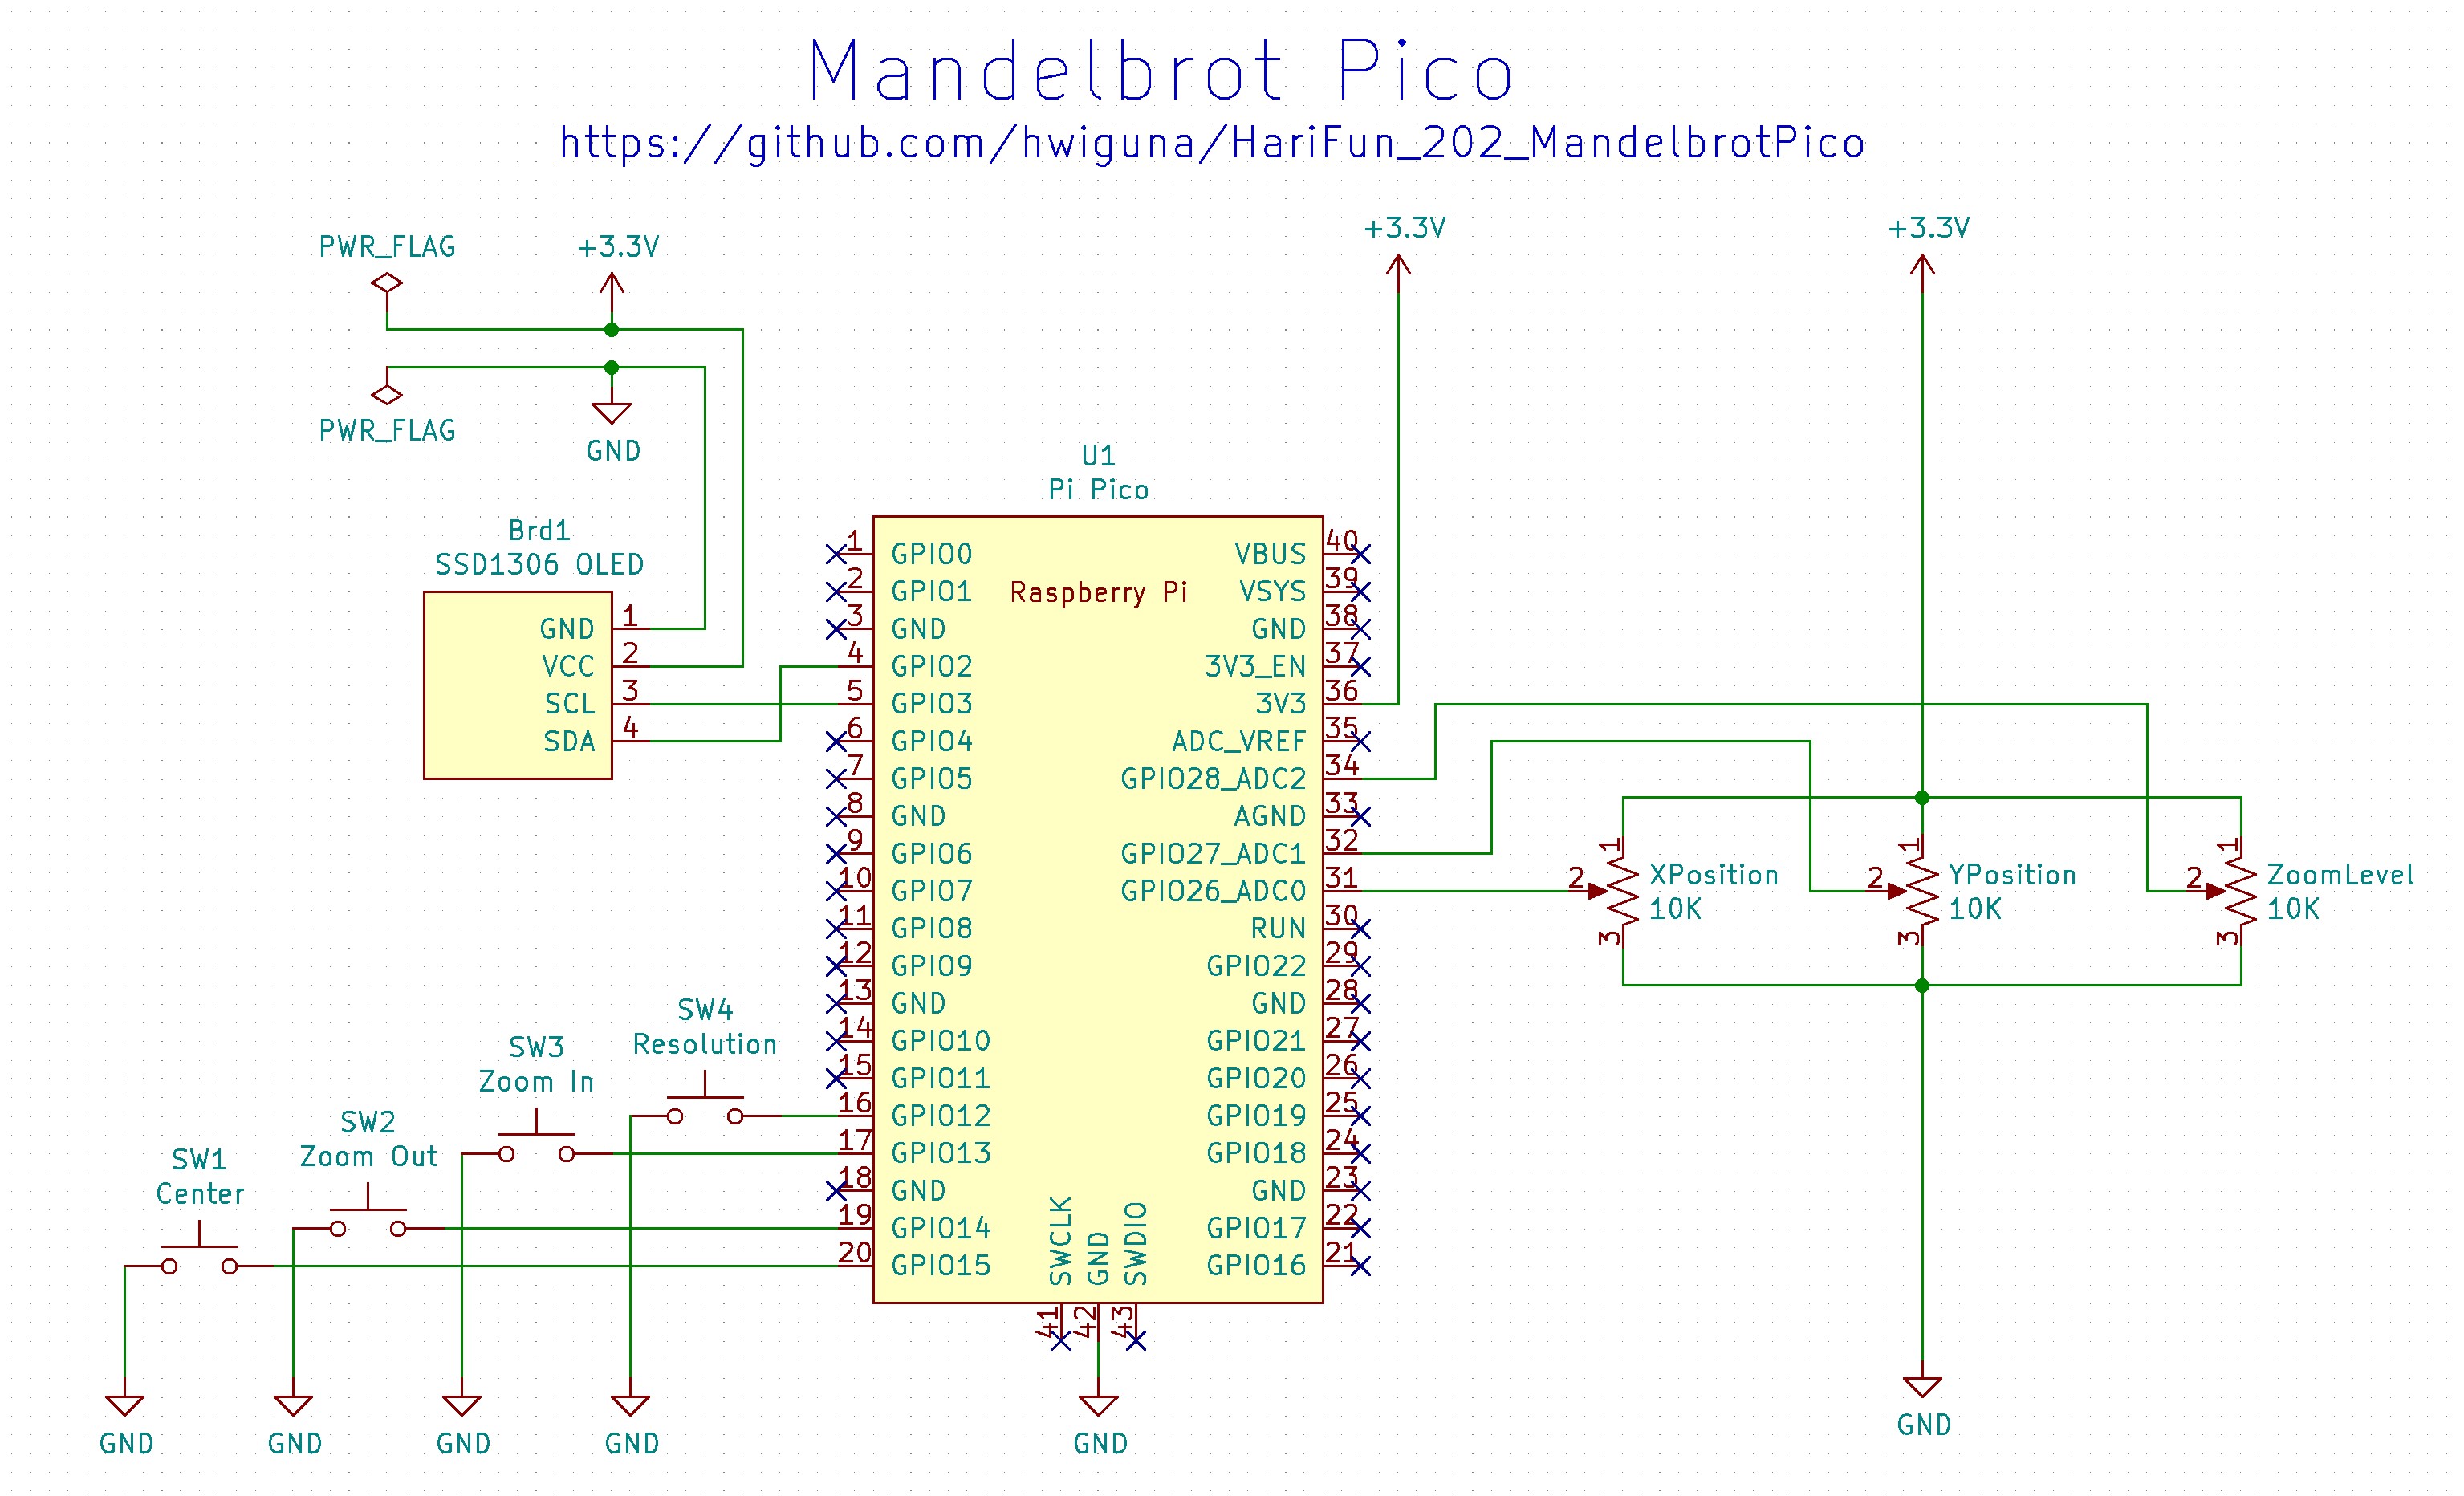 Mandelbrot Pico
https://github.com/hwiguna/HariFun_202_MandelbrotPico
PWR_FLAG
+3.3V
+3.3V
+3.3V
PWR_FLAG
GND
U1
Pi Pico
Brd1
SSD1306 OLED
GND 1
VCC 2
SCL 3
SDA 4
Raspberry Pi
1 GPIO0
2 GPIO1
3 GND
4 GPIO2
5 GPIO3
6 GPIO4
7 GPIO5
8 GND
9 GPIO6
10 GPIO7
11 GPIO8
12 GPIO9
13 GND
14 GPIO10
15 GPIO11
16 GPIO12
17 GPIO13
18 GND
19 GPIO14
20 GPIO15
VBUS 40
VSYS 39
GND 38
3V3_EN 37
3V3 36
ADC_VREF 35
GPIO28_ADC2 34
AGND 33
GPIO27_ADC1 32
GPIO26_ADC0 31
RUN 30
GPIO22 29
GND 28
GPIO21 27
GPIO20 26
GPIO19 25
GPIO18 24
GND 23
GPIO17 22
GPIO16 21
SWCLK 41
GND 42
SWDIO 43
1
2
3
XPosition
10K
1
2
3
YPosition
10K
1
2
3
ZoomLevel
10K
SW4
Resolution
SW3
Zoom In
SW2
Zoom Out
SW1
Center
GND
GND
GND
GND
GND
GND